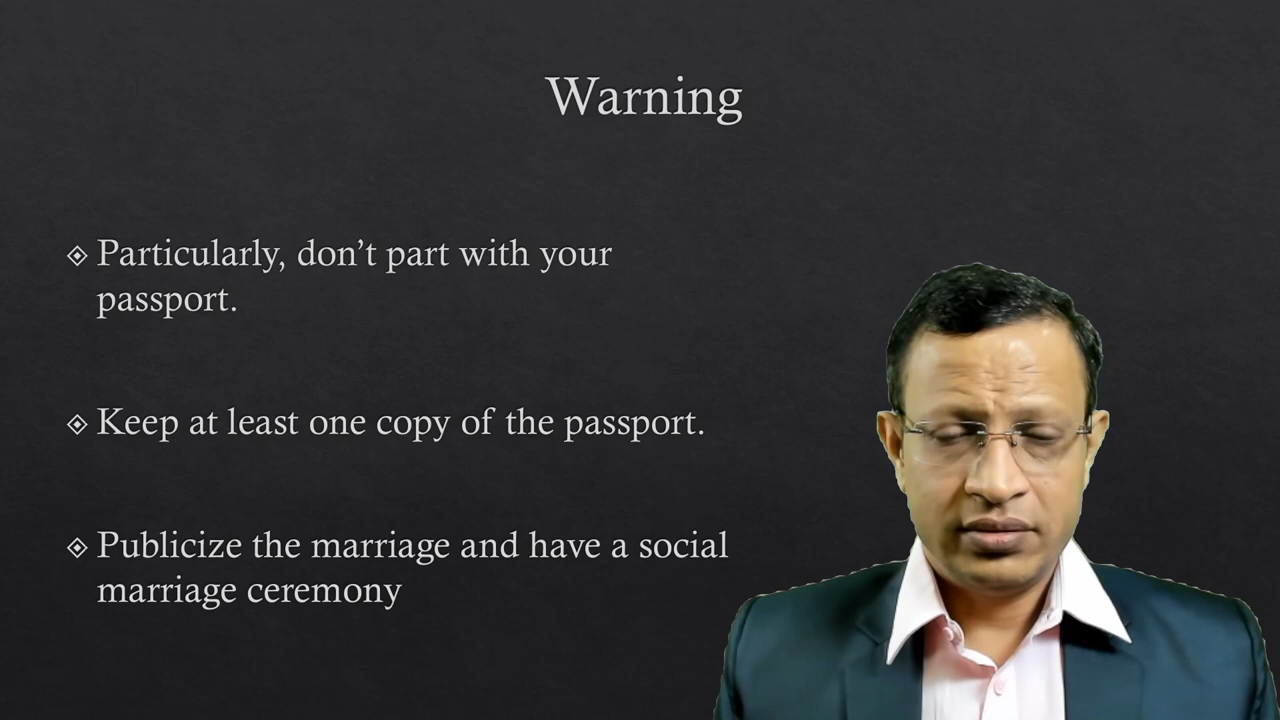 Warning
Particularly, don’t part with your
passport.
Keep at least one copy of the passport.
Publicize the marriage and have a social
marriage ceremony